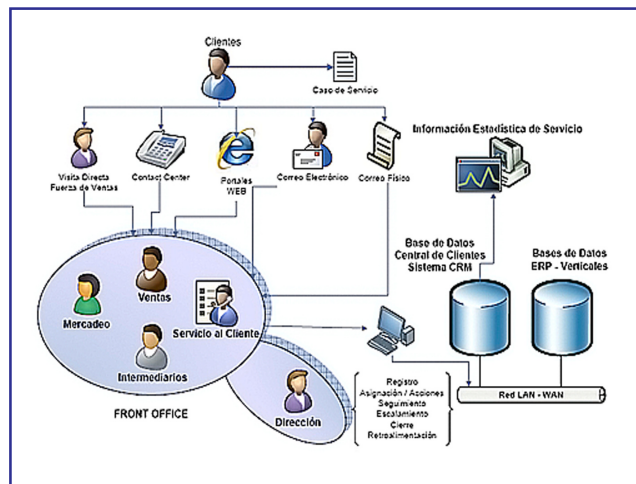 Clientes
Caso de Servicio
Visita Directa
Fuerza de Ventas
Contact Center
Portales
WEB
Correo Electrónico
Correo Físico
Información Estadística de Servicio
Base de Datos
Central de Clientes
Sistema CRM
Bases de Datos
ERP - Verticales
Ventas
Mercadeo
Servicio al Cliente
Intermediarios
FRONT OFFICE
Dirección
Registro
Asignación / Acciones
Seguimiento
Escalamiento
Cierre
Retroalimentación
Red LAN - WAN